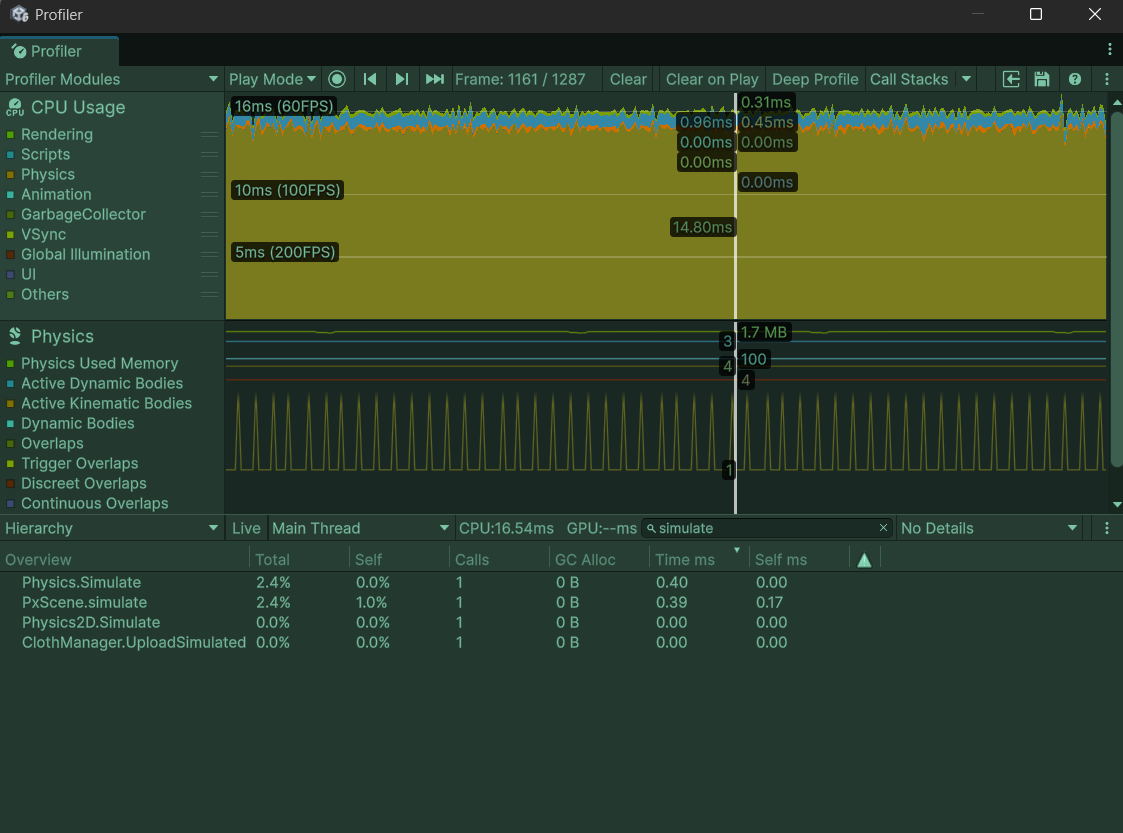 Profiler
Profiler
Profiler Modules Play Mode Frame: 1161 / 1287 Clear Clear on Play Deep Profile Call Stacks
CPU Usage
CPU
Rendering
Scripts
Physics
Animation
GarbageCollector
VSync
Global Illumination
UI
Others
16ms (60FPS)
0.31ms
0.96ms 0.45ms
0.00ms 0.00ms
0.00ms
10ms (100FPS) 0.00ms
14.80ms
5ms (200FPS)
Physics
Physics Used Memory
Active Dynamic Bodies
Active Kinematic Bodies
Dynamic Bodies
Overlaps
Trigger Overlaps
Discreet Overlaps
Continuous Overlaps
1.7 MB
3
100
4
4
1
Hierarchy Live Main Thread CPU:16.54ms GPU:--ms simulate No Details
Overview Total Self Calls GC Alloc Time ms Self ms
Physics.Simulate 2.4% 0.0% 1 0 B 0.40 0.00
PxScene.simulate 2.4% 1.0% 1 0 B 0.39 0.17
Physics2D.Simulate 0.0% 0.0% 1 0 B 0.00 0.00
ClothManager.UploadSimulated 0.0% 0.0% 1 0 B 0.00 0.00